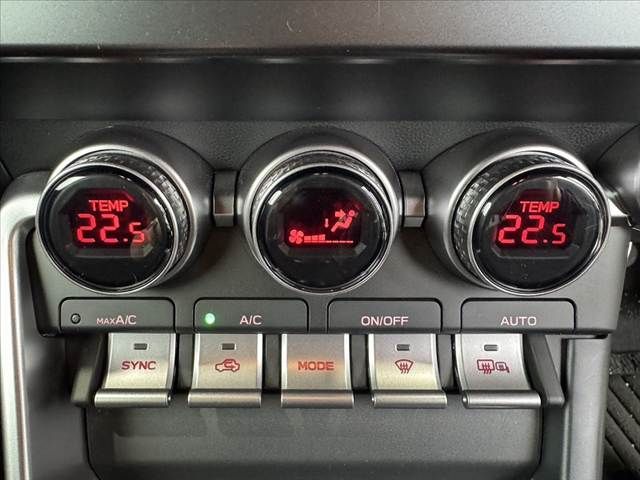 TEMP
22.5
TEMP
22.5
MAX A/C
A/C
ON/OFF
AUTO
SYNC
MODE